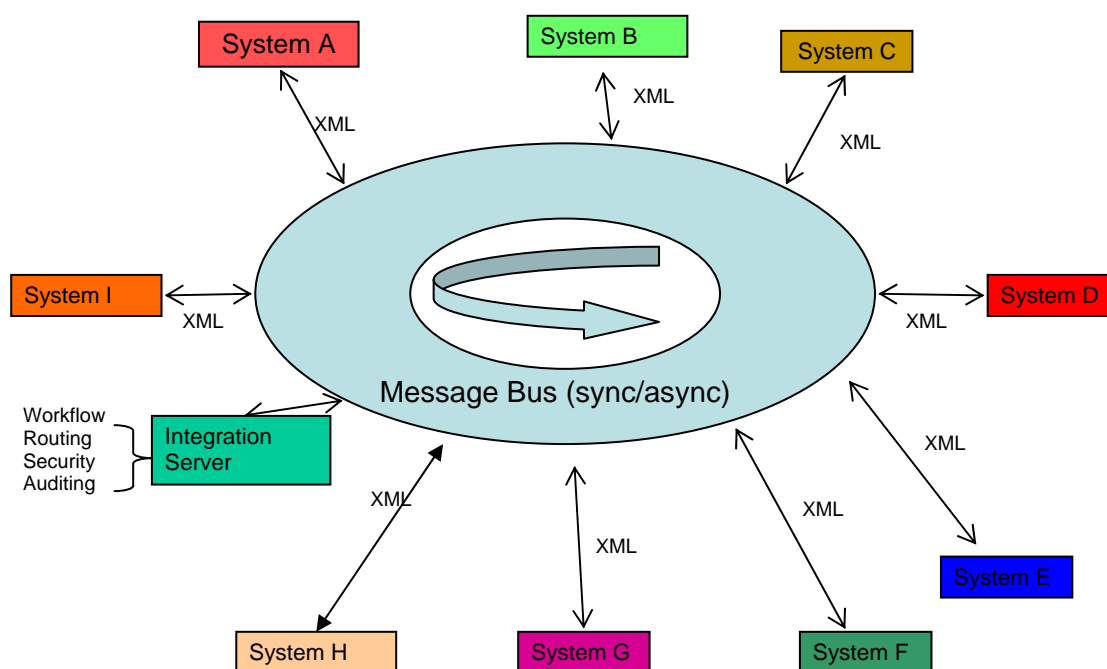 System A
System B
System C
XML
XML
XML
System I
XML
System D
XML
Message Bus (sync/async)
Workflow
Routing
Security
Auditing
Integration
Server
XML
XML
XML
XML
System E
System H
System G
System F